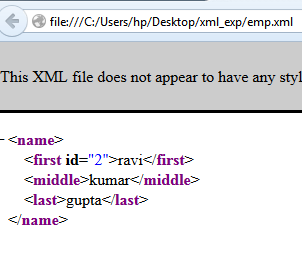 file:///C:/Users/hp/Desktop/xml_exp/emp.xml
This XML file does not appear to have any styl
- <name>
<first id="2">ravi</first>
<middle>kumar</middle>
<last>gupta</last>
</name>